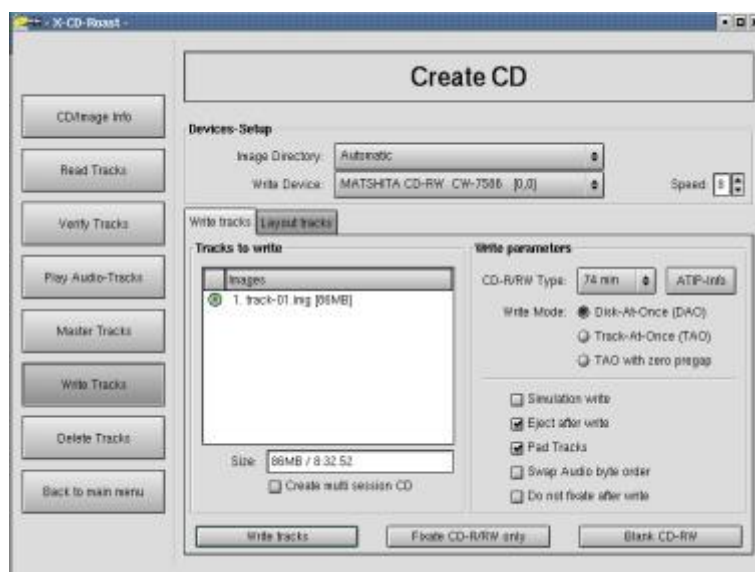 - X-CD-Roast -
Create CD
CD/Image Info
Read Tracks
Verify Tracks
Play Audio-Tracks
Master Tracks
Write Tracks
Delete Tracks
Back to main menu
Devices-Setup
Image Directory: Automatic
Write Device: MATSHITA CD-RW CW-7586 [0,0] Speed: 8
Write tracks Layout tracks
Tracks to write
Images
1. track-01.img [86MB]
Size: 86MB / 8:32.52
Create multi session CD
Write parameters
CD-R/RW Type: 74 min ATIP-Info
Write Mode: Disk-At-Once (DAO)
Track-At-Once (TAO)
TAO with zero pregap
Simulation write
Eject after write
Pad Tracks
Swap Audio byte order
Do not fixate after write
Write tracks Fixate CD-R/RW only Blank CD-RW